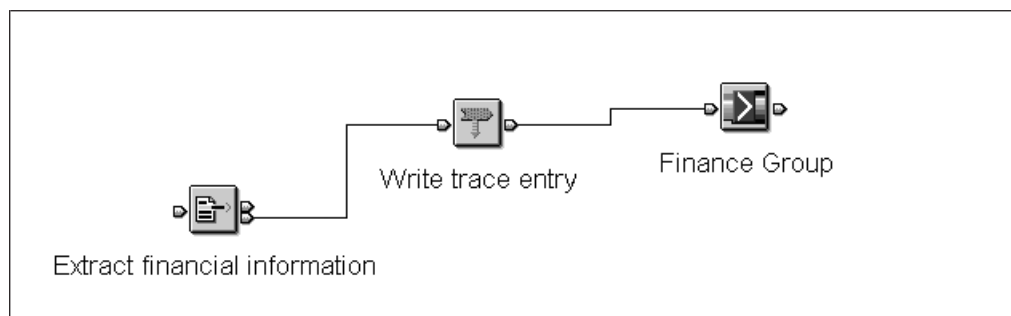 Finance Group
Write trace entry
Extract financial information